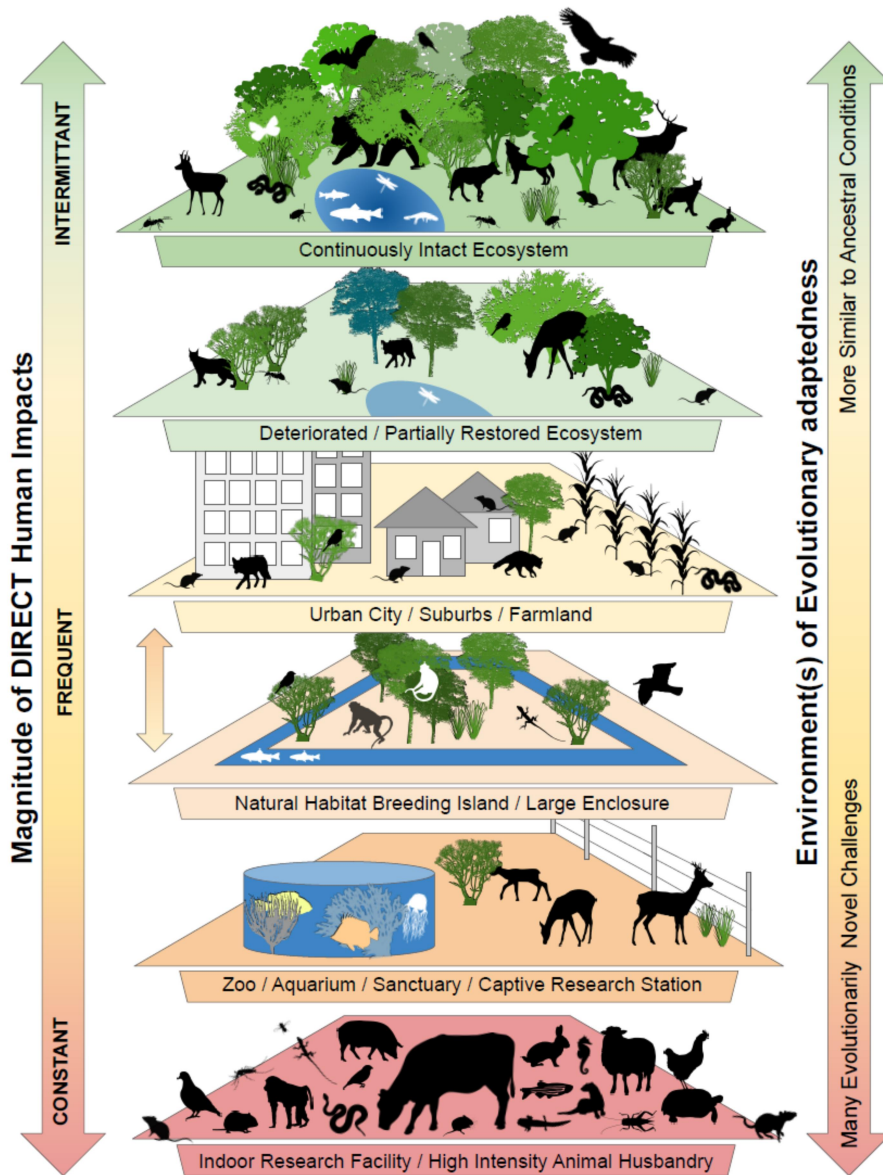 Magnitude of DIRECT Human Impacts
INTERMITTANT
FREQUENT
CONSTANT
Continuously Intact Ecosystem
Deteriorated / Partially Restored Ecosystem
Urban City / Suburbs / Farmland
Natural Habitat Breeding Island / Large Enclosure
Zoo / Aquarium / Sanctuary / Captive Research Station
Indoor Research Facility / High Intensity Animal Husbandry
Environment(s) of Evolutionary adaptedness
More Similar to Ancestral Conditions
Many Evolutionarily Novel Challenges